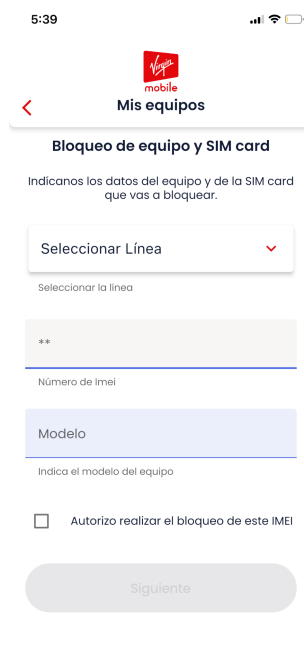 5:39
Virgin
mobile
Mis equipos
Bloqueo de equipo y SIM card
Indícanos los datos del equipo y de la SIM card
que vas a bloquear.
Seleccionar Línea
Seleccionar la línea
**
Número de Imei
Modelo
Indica el modelo del equipo
Autorizo realizar el bloqueo de este IMEI
Siguiente